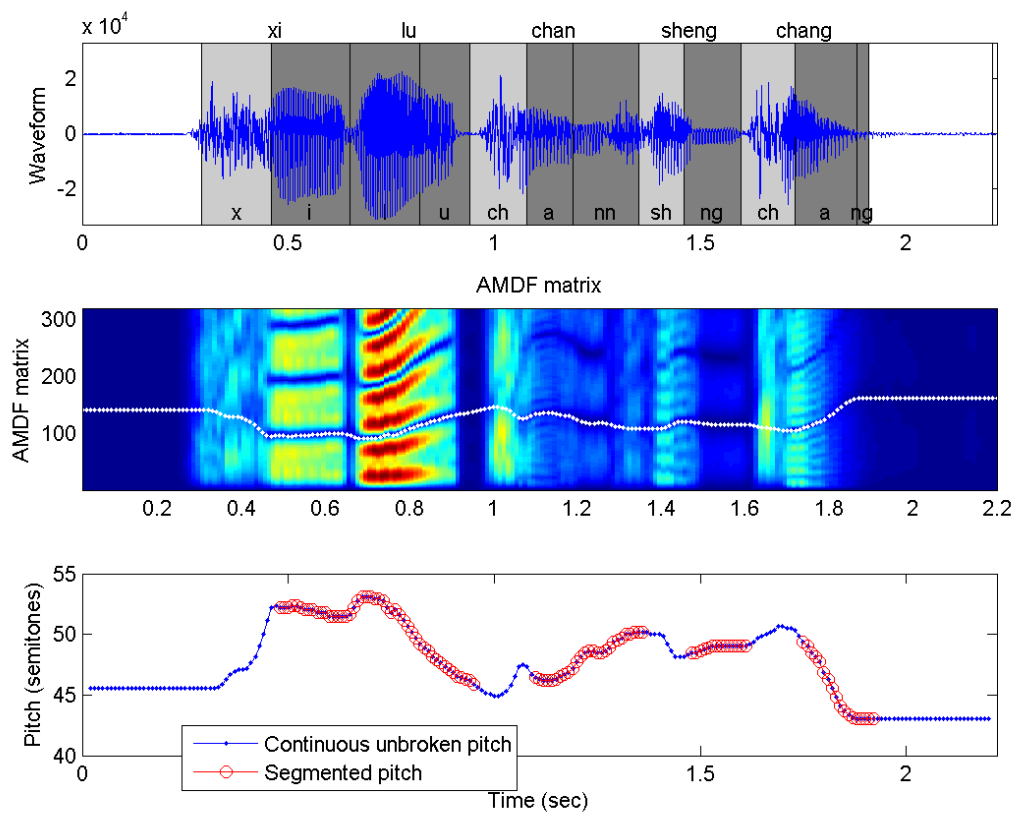 x 10^4 xi lu chan sheng chang
2
0
-2
Waveform
x i l u ch a nn sh ng ch a ng
0 0.5 1 1.5 2
AMDF matrix
300
200
100
AMDF matrix
0.2 0.4 0.6 0.8 1 1.2 1.4 1.6 1.8 2 2.2
55
50
45
40
Pitch (semitones)
Continuous unbroken pitch
Segmented pitch
0 1.5 2
Time (sec)